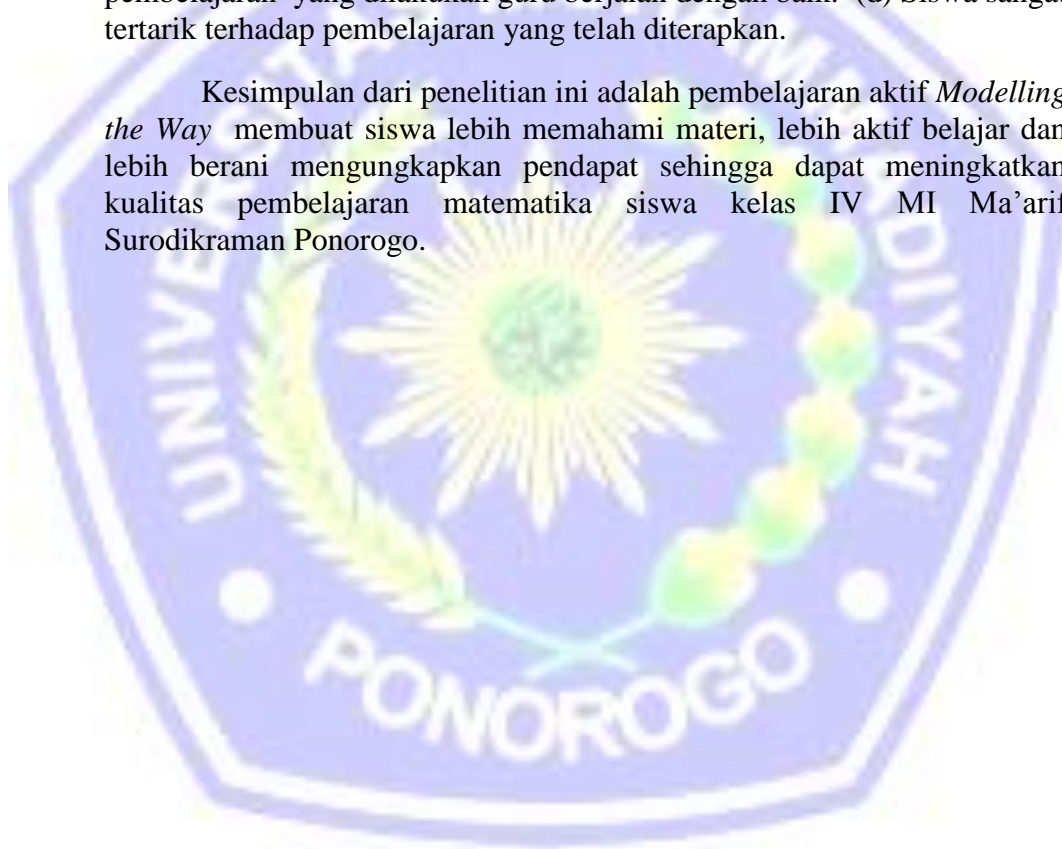 pembelajaran yang dilakukan guru berjalan dengan baik. (d) Siswa sangat
tertarik terhadap pembelajaran yang telah diterapkan.
Kesimpulan dari penelitian ini adalah pembelajaran aktif Modelling
the Way membuat siswa lebih memahami materi, lebih aktif belajar dan
lebih berani mengungkapkan pendapat sehingga dapat meningkatkan
kualitas pembelajaran matematika siswa kelas IV MI Ma’arif
Surodikraman Ponorogo.
PONOROGO